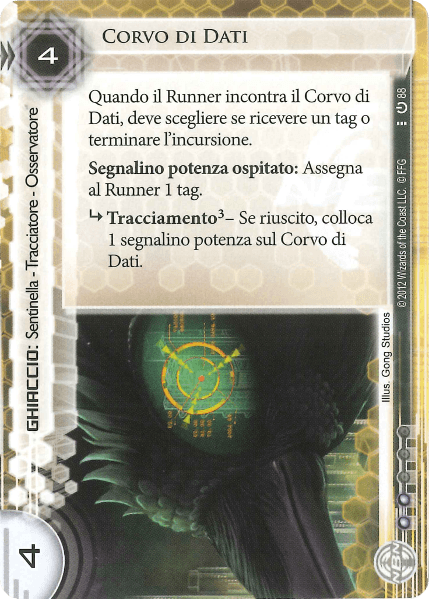 4
CORVO DI DATI
Quando il Runner incontra il Corvo di
Dati, deve scegliere se ricevere un tag o
terminare l'incursione.
Segnalino potenza ospitato: Assegna
al Runner 1 tag.
Tracciamento³– Se riuscito, colloca
1 segnalino potenza sul Corvo di
Dati.
GHIACCIO: Sentinella - Tracciatore - Osservatore
4
88
© 2012 Wizards of the Coast LLC. © FFG
Illus. Gong Studios
NBN